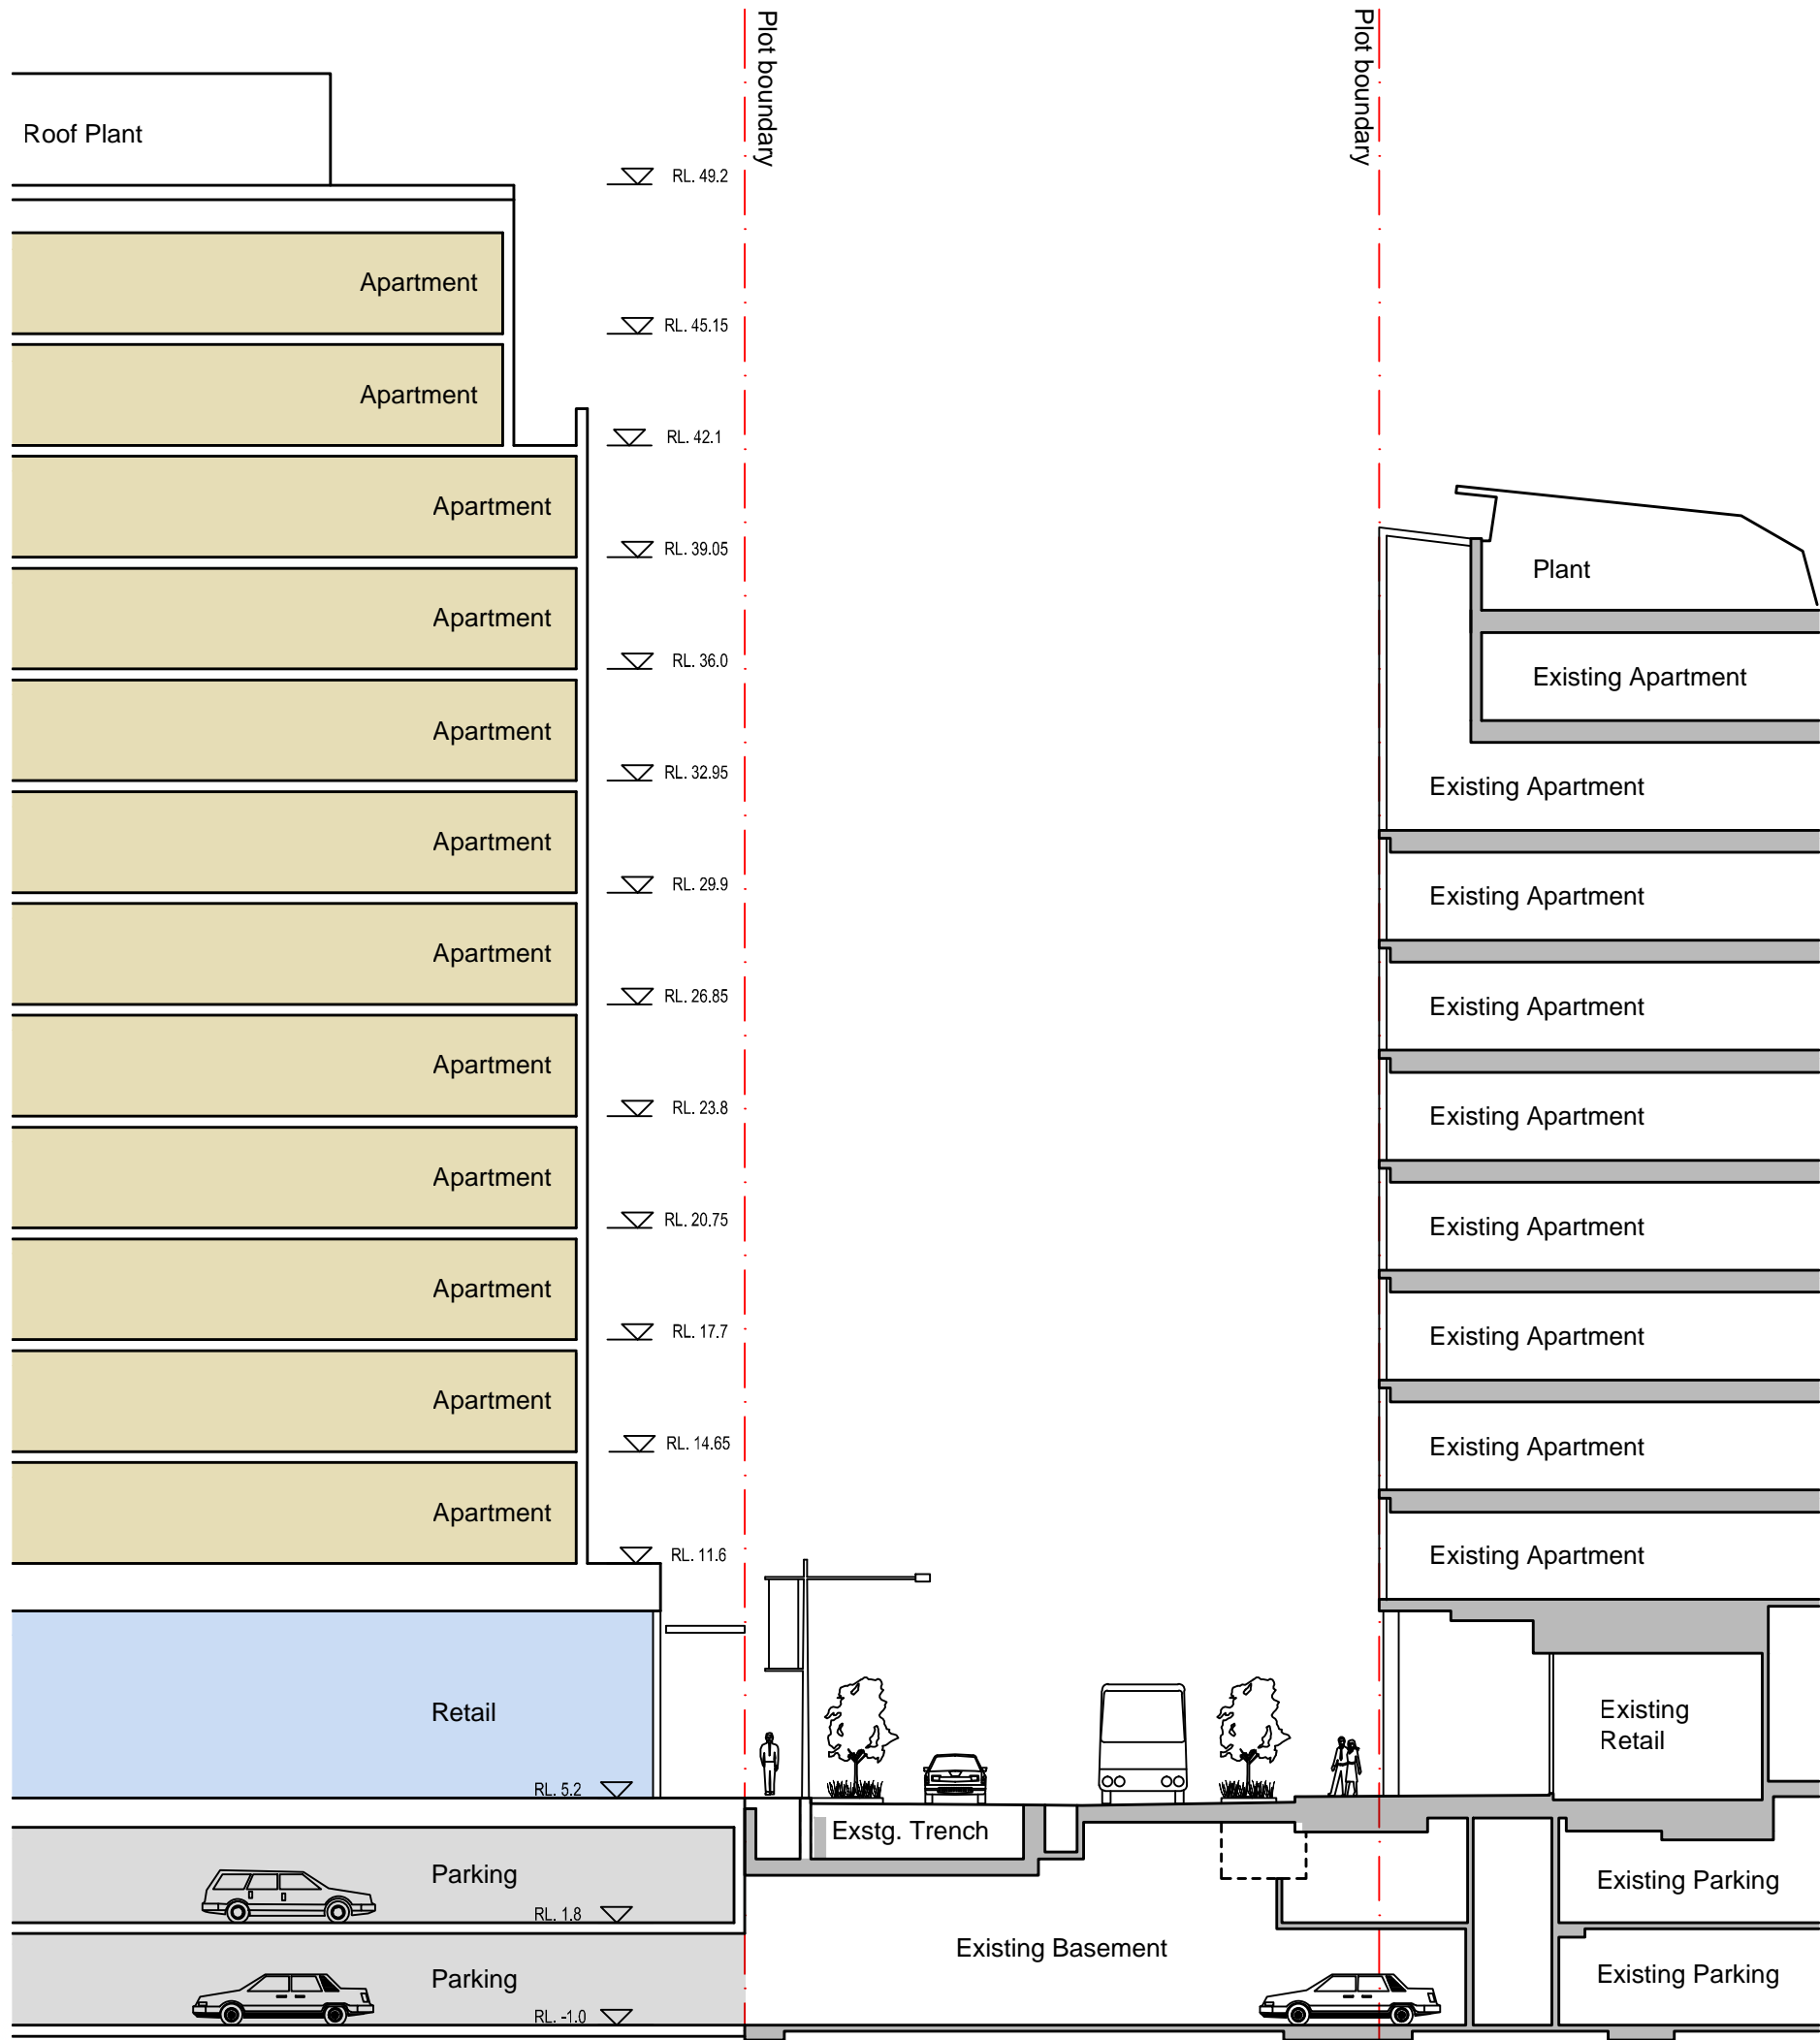 Plot boundary
Plot boundary
Roof Plant
RL. 49.2
Apartment
RL. 45.15
Apartment
RL. 42.1
Apartment
RL. 39.05
Plant
Apartment
RL. 36.0
Existing Apartment
Apartment
RL. 32.95
Existing Apartment
Apartment
RL. 29.9
Existing Apartment
Apartment
RL. 26.85
Existing Apartment
Apartment
RL. 23.8
Existing Apartment
Apartment
RL. 20.75
Existing Apartment
Apartment
RL. 17.7
Existing Apartment
Apartment
RL. 14.65
Existing Apartment
Apartment
RL. 11.6
Existing Apartment
Retail
Existing
Retail
RL. 5.2
Exstg. Trench
Parking
Existing Parking
RL. 1.8
Existing Basement
Parking
Existing Parking
RL. -1.0